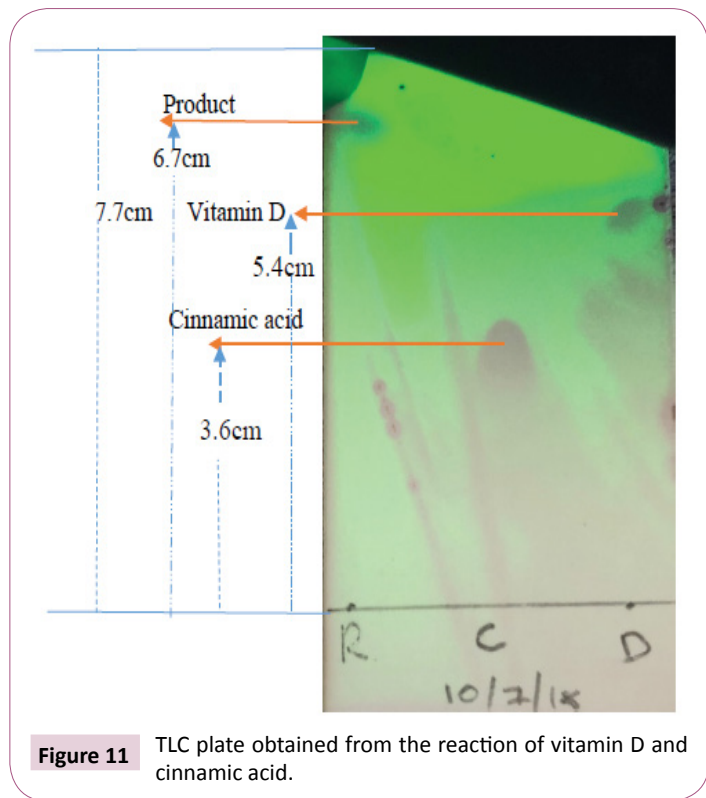 Product
6.7cm
7.7cm
Vitamin D
5.4cm
Cinnamic acid
3.6cm
R
C
D
10/7/18
Figure 11
TLC plate obtained from the reaction of vitamin D and
cinnamic acid.